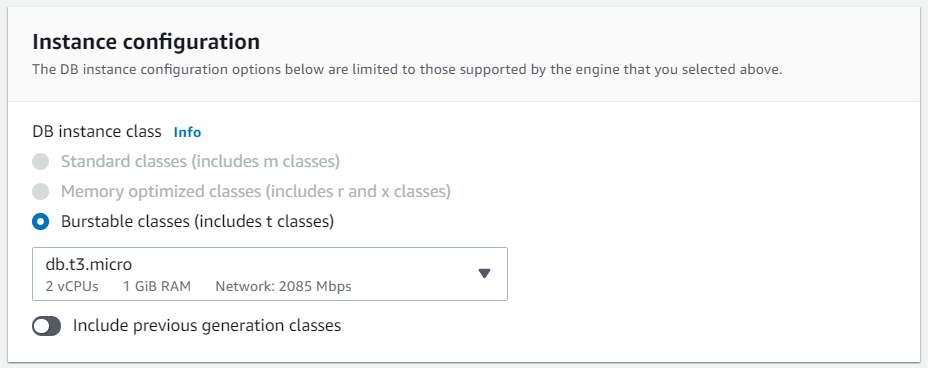 Instance configuration
The DB instance configuration options below are limited to those supported by the engine that you selected above.
DB instance class Info
Standard classes (includes m classes)
Memory optimized classes (includes r and x classes)
Burstable classes (includes t classes)
db.t3.micro
2 vCPUs 1 GiB RAM Network: 2085 Mbps
Include previous generation classes